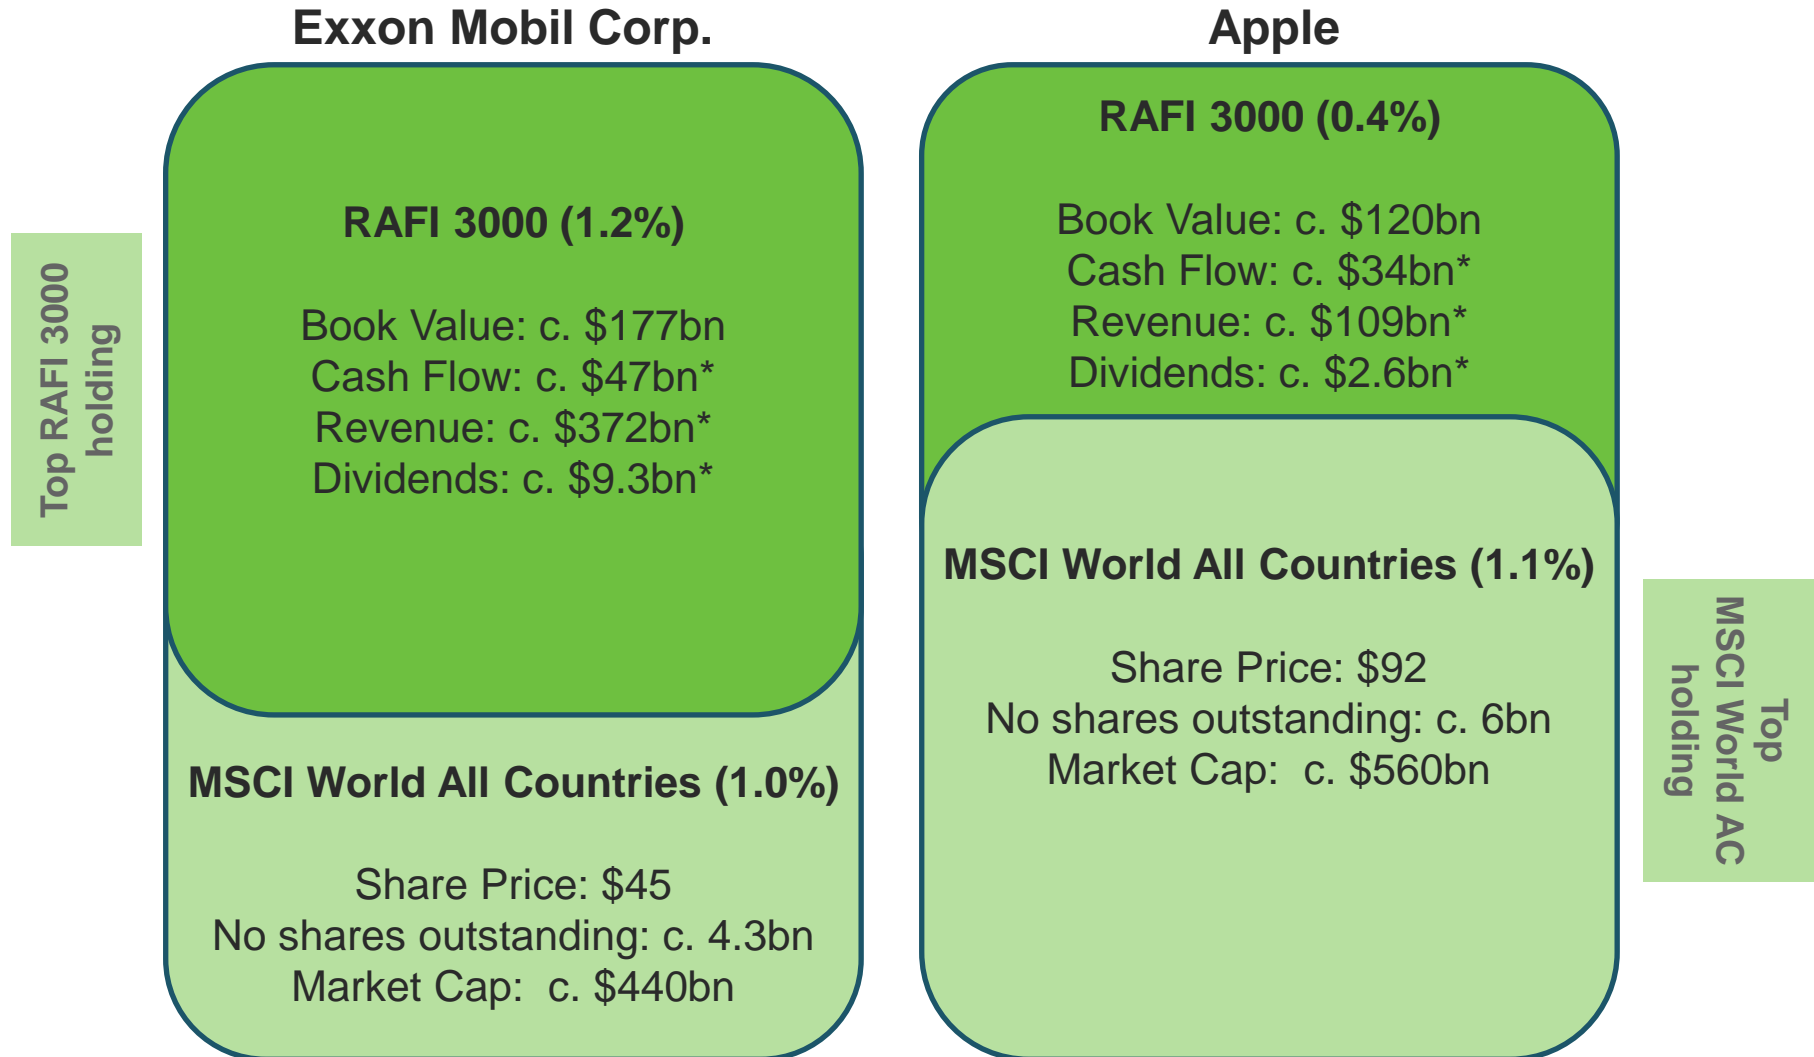 Exxon Mobil Corp.
Top RAFI 3000
holding
RAFI 3000 (1.2%)
Book Value: c. $177bn
Cash Flow: c. $47bn*
Revenue: c. $372bn*
Dividends: c. $9.3bn*
MSCI World All Countries (1.0%)
Share Price: $45
No shares outstanding: c. 4.3bn
Market Cap:  c. $440bn
Apple
RAFI 3000 (0.4%)
Book Value: c. $120bn
Cash Flow: c. $34bn*
Revenue: c. $109bn*
Dividends: c. $2.6bn*
MSCI World All Countries (1.1%)
Share Price: $92
No shares outstanding: c. 6bn
Market Cap:  c. $560bn
Top
MSCI World AC
holding